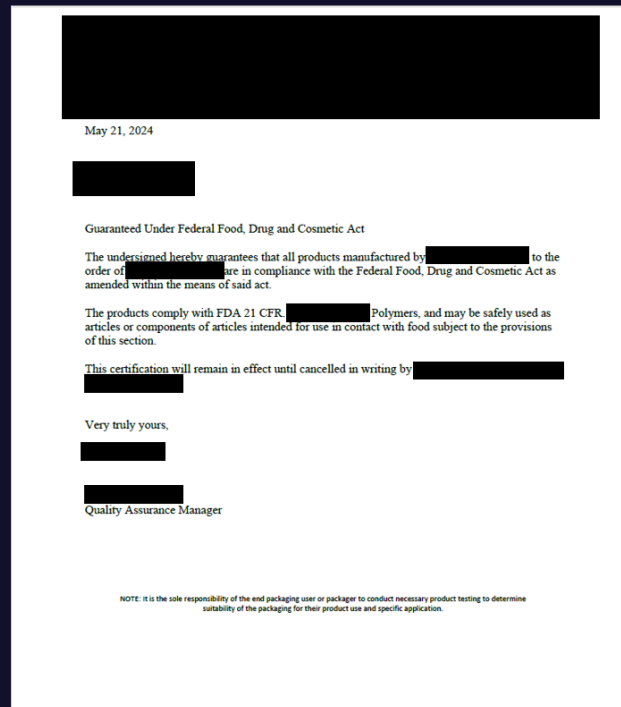 May 21, 2024
Guaranteed Under Federal Food, Drug and Cosmetic Act
The undersigned hereby guarantees that all products manufactured by to the
order of are in compliance with the Federal Food, Drug and Cosmetic Act as
amended within the means of said act.
The products comply with FDA 21 CFR. Polymers, and may be safely used as
articles or components of articles intended for use in contact with food subject to the provisions
of this section.
This certification will remain in effect until cancelled in writing by
Very truly yours,
Quality Assurance Manager
NOTE: It is the sole responsibility of the end packaging user or packager to conduct necessary product testing to determine
suitability of the packaging for their product use and specific application.